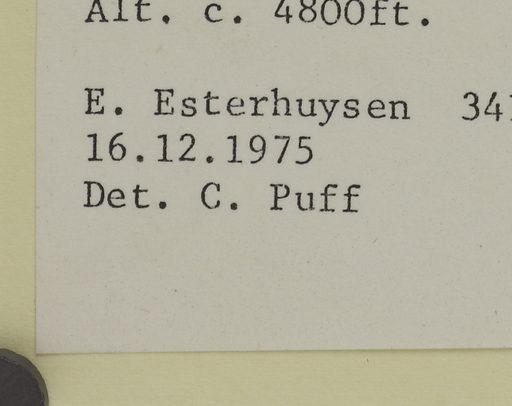 Alt. c. 4800ft.
E. Esterhuysen
16.12.1975
Det. C. Puff